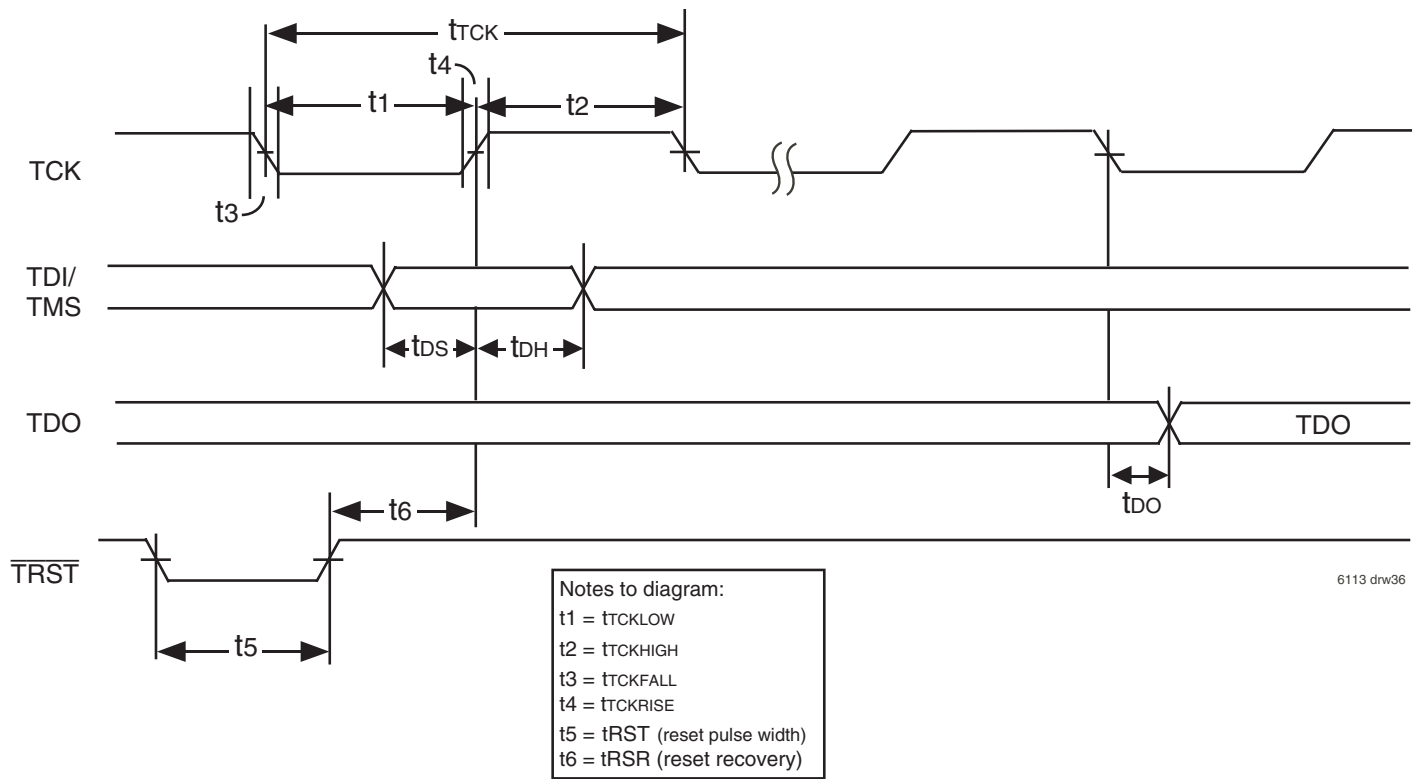 tTCK
t4
t1
t2
TCK
t3
TDI/
TMS
tDS
tDH
TDO
TDO
tDO
t6
TRST
6113 drw36
t5
Notes to diagram:
t1 = tTCKLOW
t2 = tTCKHIGH
t3 = tTCKFALL
t4 = tTCKRISE
t5 = tRST (reset pulse width)
t6 = tRSR (reset recovery)